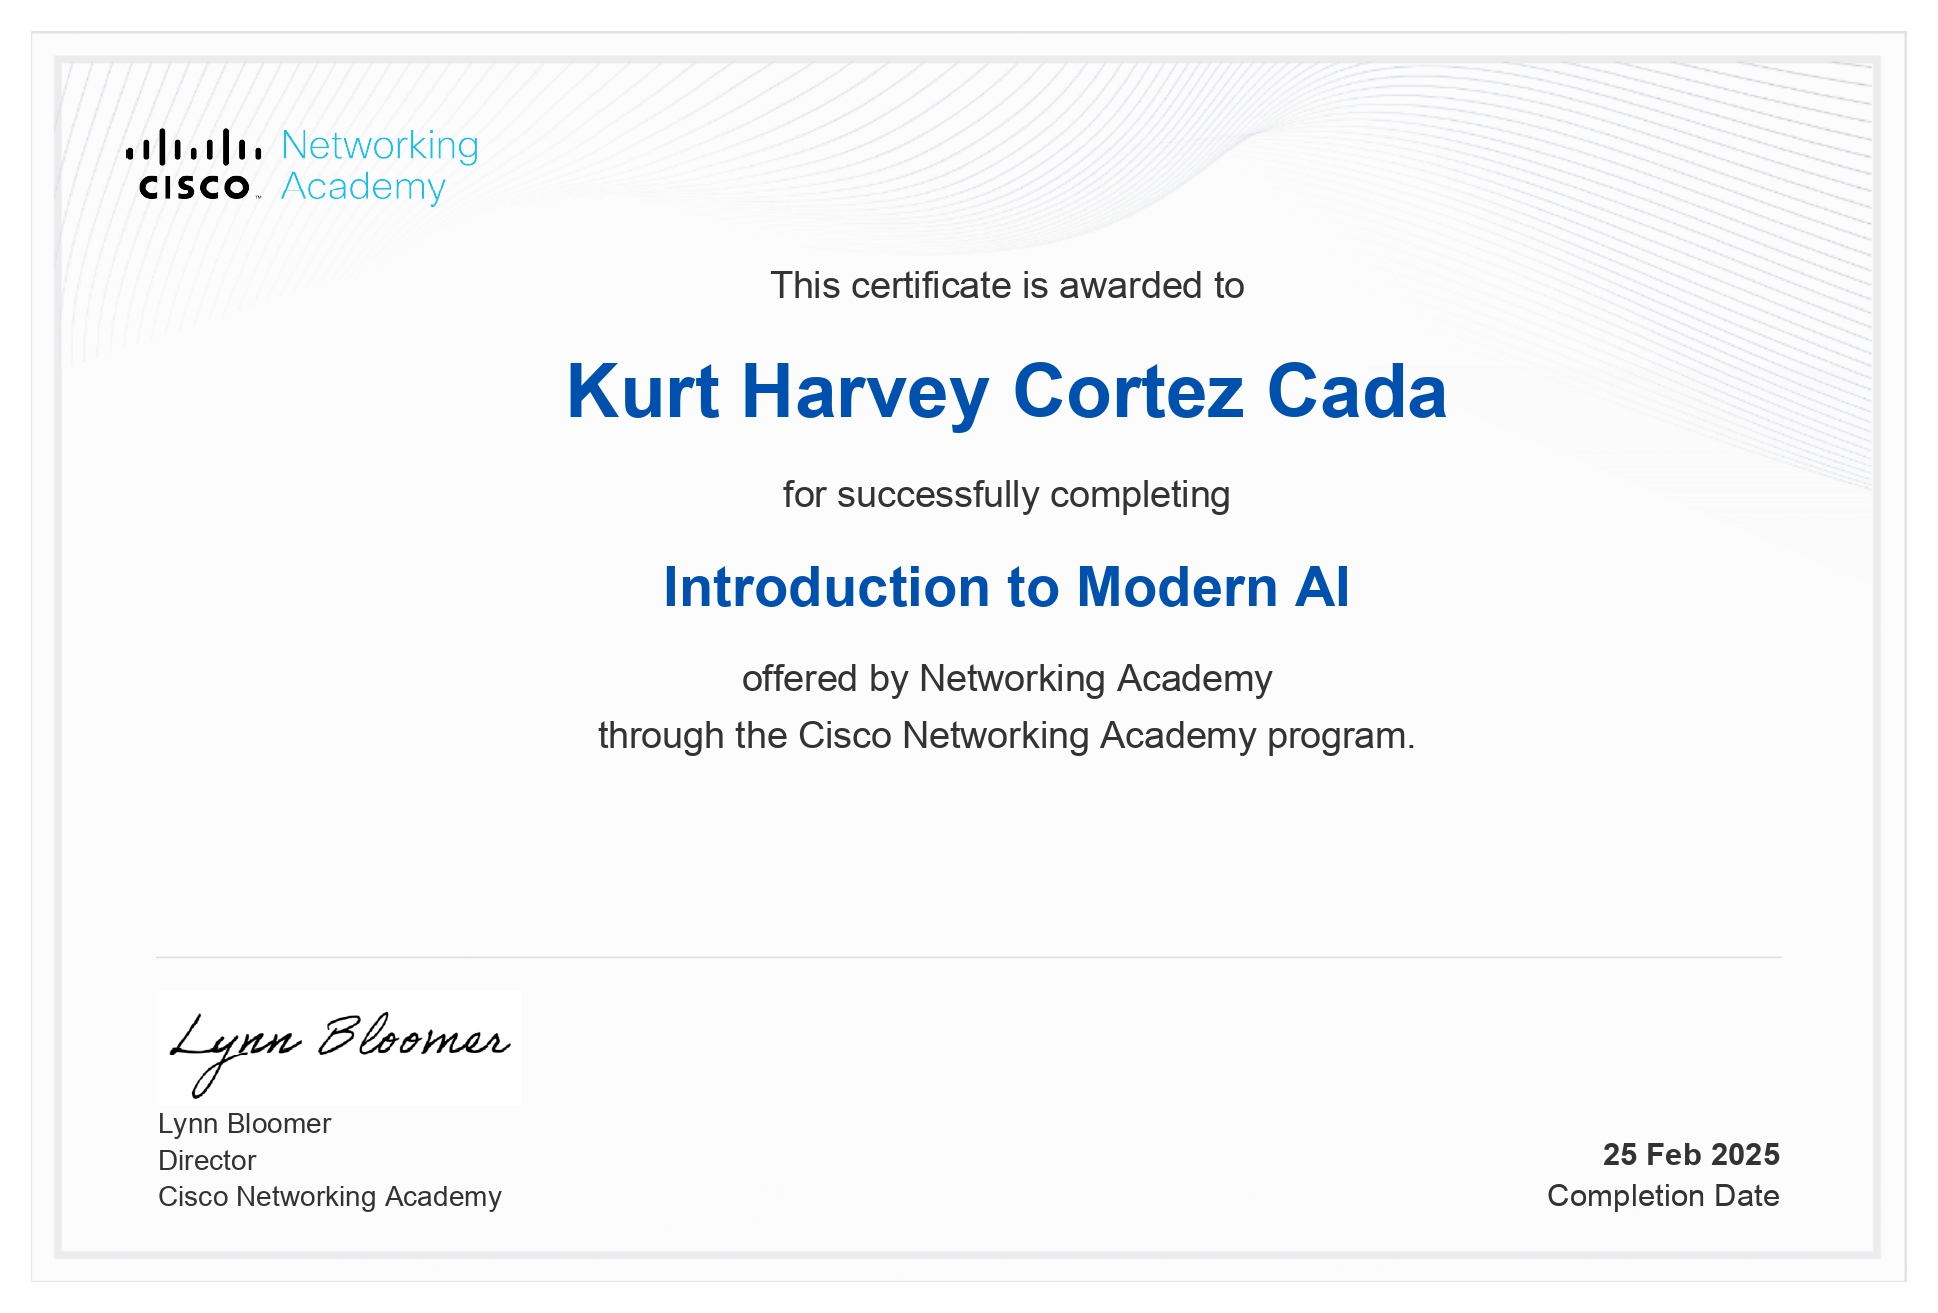 Networking
cisco™ Academy
This certificate is awarded to
Kurt Harvey Cortez Cada
for successfully completing
Introduction to Modern AI
offered by Networking Academy
through the Cisco Networking Academy program.
Lynn Bloomer
Lynn Bloomer
Director
Cisco Networking Academy
25 Feb 2025
Completion Date